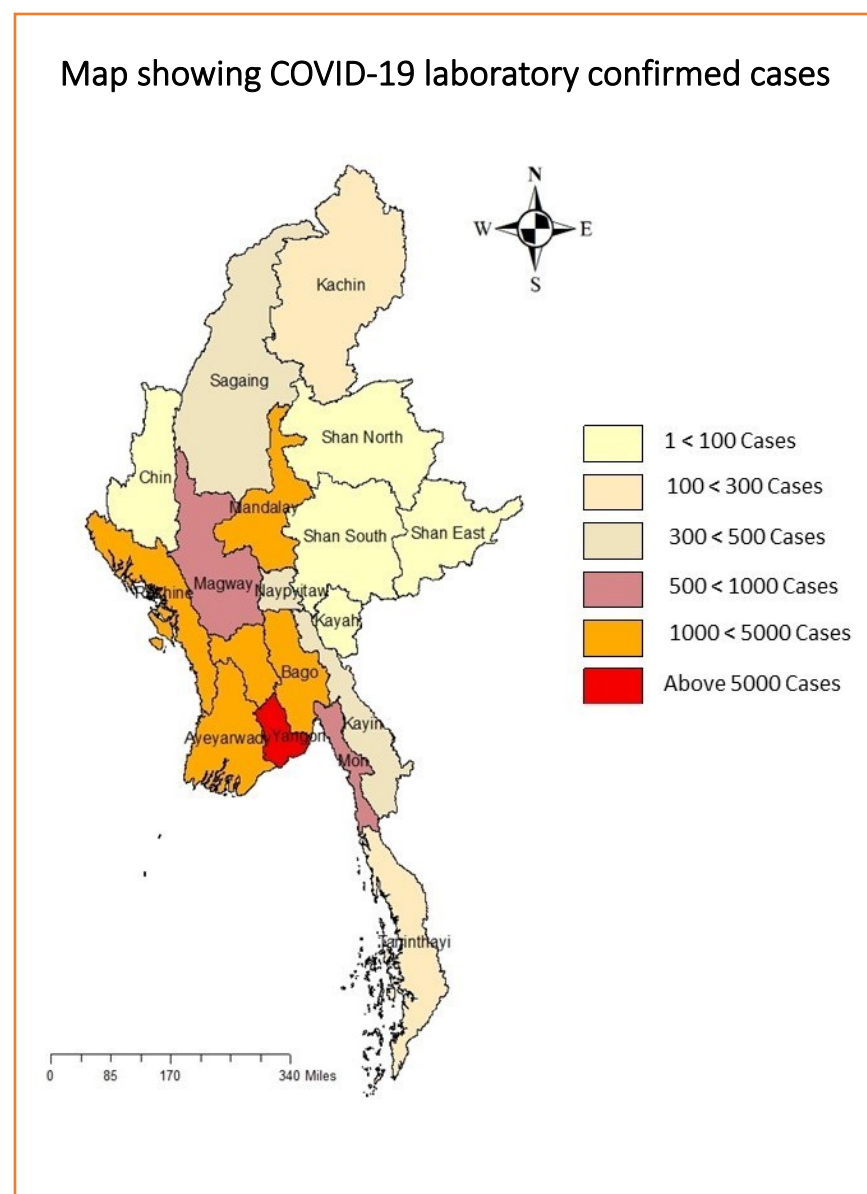 Map showing COVID-19 laboratory confirmed cases
N
W
E
S
Kachin
Sagaing
Shan North
Chin
Mandalay
Shan South
Shan East
Magway
Naypyitaw
Rakhine
Kayah
Bago
Ayeyarwady
Yangon
Kayin
Mon
Taninthayi
1 < 100 Cases
100 < 300 Cases
300 < 500 Cases
500 < 1000 Cases
1000 < 5000 Cases
Above 5000 Cases
0 85 170 340 Miles